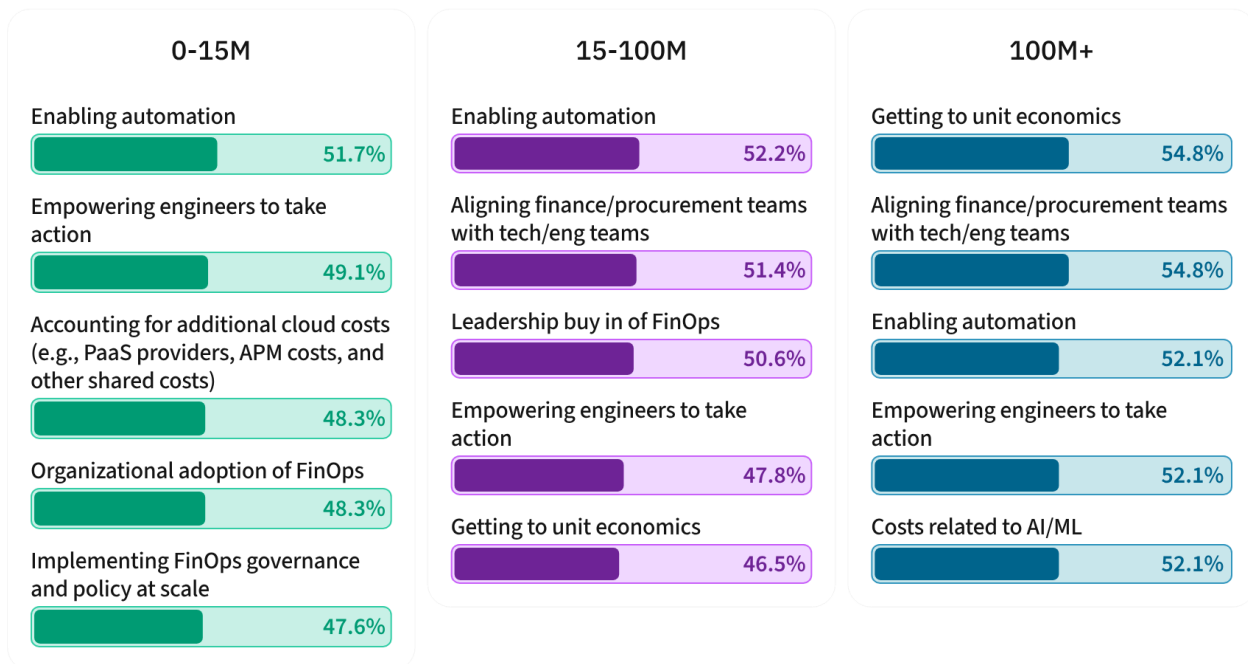 0-15M
Enabling automation
51.7%
Empowering engineers to take
action
49.1%
Accounting for additional cloud costs
(e.g., PaaS providers, APM costs, and
other shared costs)
48.3%
Organizational adoption of FinOps
48.3%
Implementing FinOps governance
and policy at scale
47.6%
15-100M
Enabling automation
52.2%
Aligning finance/procurement teams
with tech/eng teams
51.4%
Leadership buy in of FinOps
50.6%
Empowering engineers to take
action
47.8%
Getting to unit economics
46.5%
100M+
Getting to unit economics
54.8%
Aligning finance/procurement teams
with tech/eng teams
54.8%
Enabling automation
52.1%
Empowering engineers to take
action
52.1%
Costs related to AI/ML
52.1%